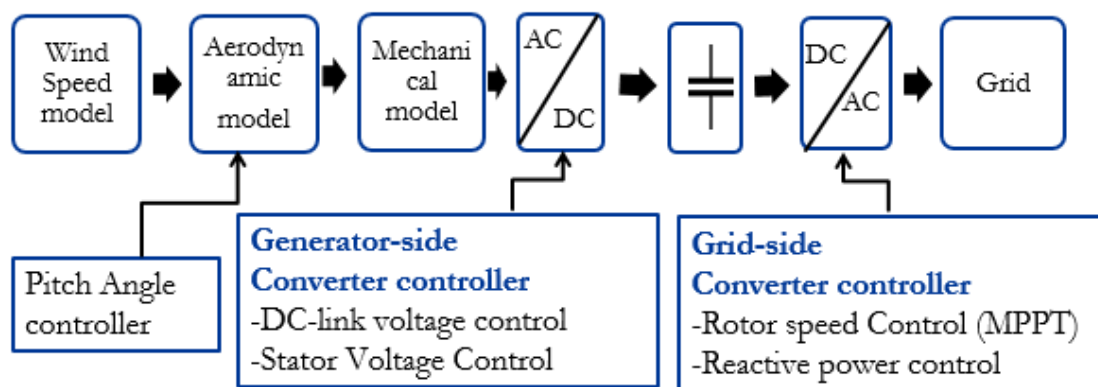 Wind
Speed
model
Aerodyn
amic
model
Mechani
cal
model
AC
DC
DC
AC
Grid
Pitch Angle
controller
Generator-side
Converter controller
-DC-link voltage control
-Stator Voltage Control
Grid-side
Converter controller
-Rotor speed Control (MPPT)
-Reactive power control